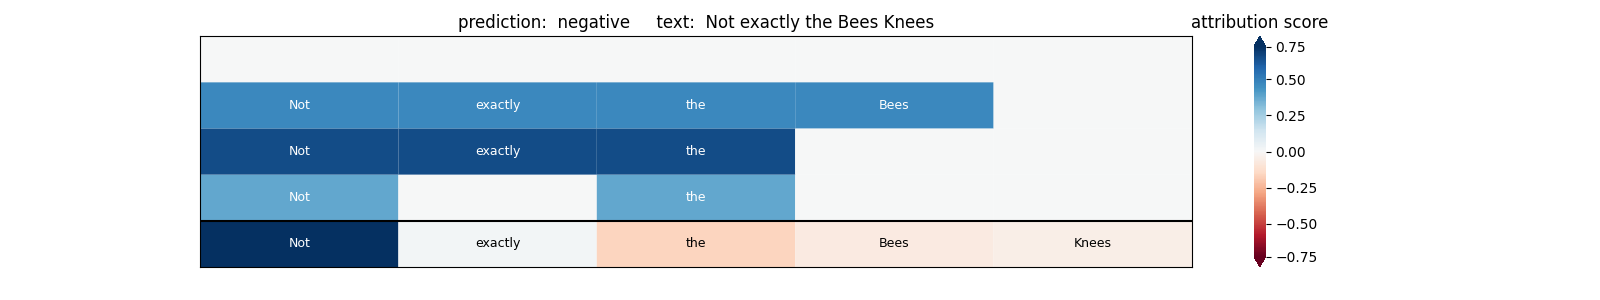 prediction:  negative     text:  Not exactly the Bees Knees
attribution score
Not exactly the Bees
Not exactly the
Not the
Not exactly the Bees Knees
0.75
0.50
0.25
0.00
−0.25
−0.50
−0.75